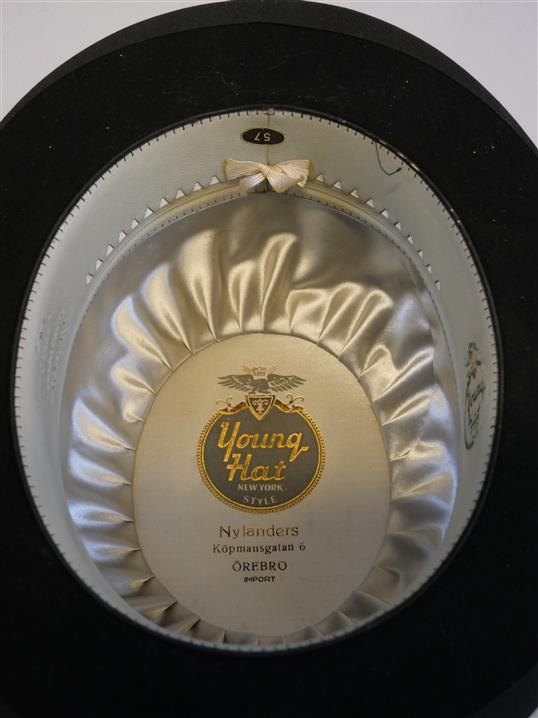 57
Young
Hat
NEW YORK
STYLE
Nylanders
Köpmansgatan 6
ÖREBRO
IMPORT